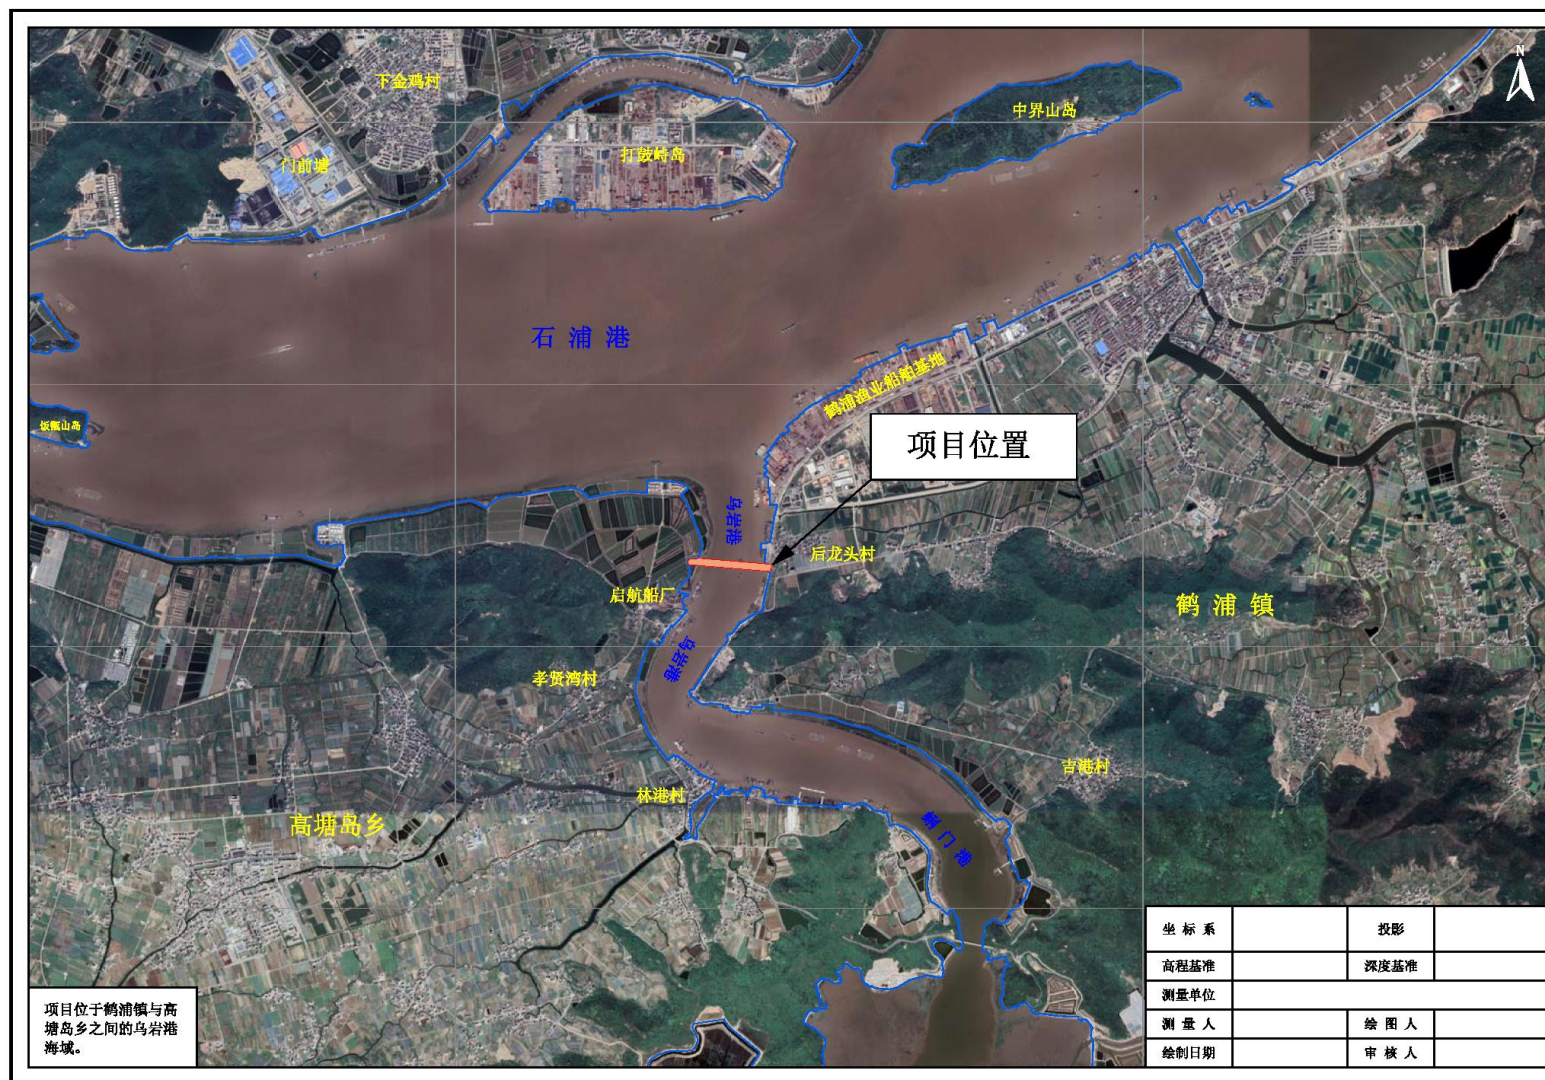 N
下金鸡村
中界山岛
打鼓峙岛
门前塘
石浦港
鹤浦渔业船舶基地
饭甑山岛
项目位置
乌岩港
后龙头村
启航船厂
鹤浦镇
乌岩港
孝贤湾村
吉港村
林港村
高塘岛乡
蜊门港
坐标系
投影
高程基准
深度基准
测量单位
测量人
绘图人
绘制日期
审核人
项目位于鹤浦镇与高
塘岛乡之间的乌岩港
海域。